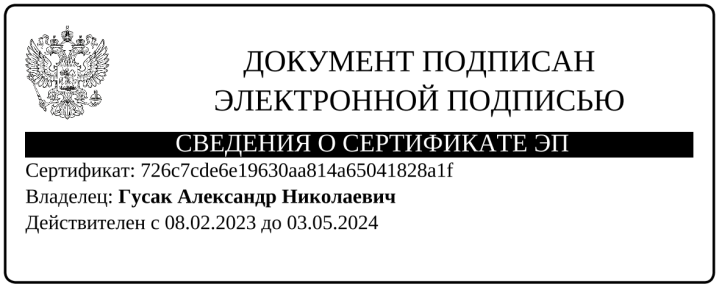 ДОКУМЕНТ ПОДПИСАН
ЭЛЕКТРОННОЙ ПОДПИСЬЮ
СВЕДЕНИЯ О СЕРТИФИКАТЕ ЭП
Сертификат: 726c7cde6e19630aa814a65041828a1f
Владелец: Гусак Александр Николаевич
Действителен с 08.02.2023 до 03.05.2024